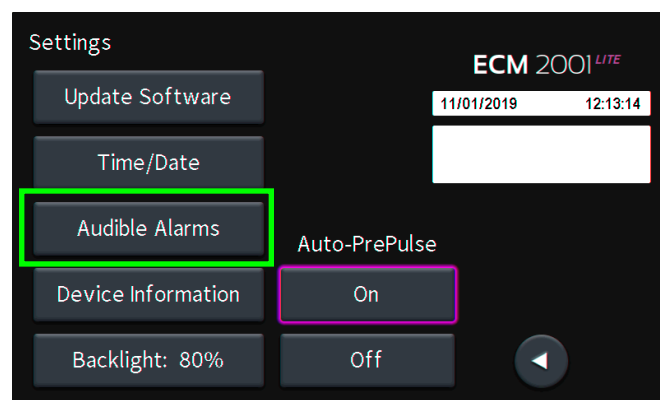 Settings
ECM 2001 LITE
Update Software
11/01/2019 12:13:14
Time/Date
Audible Alarms
Auto-PrePulse
Device Information
On
Backlight: 80%
Off